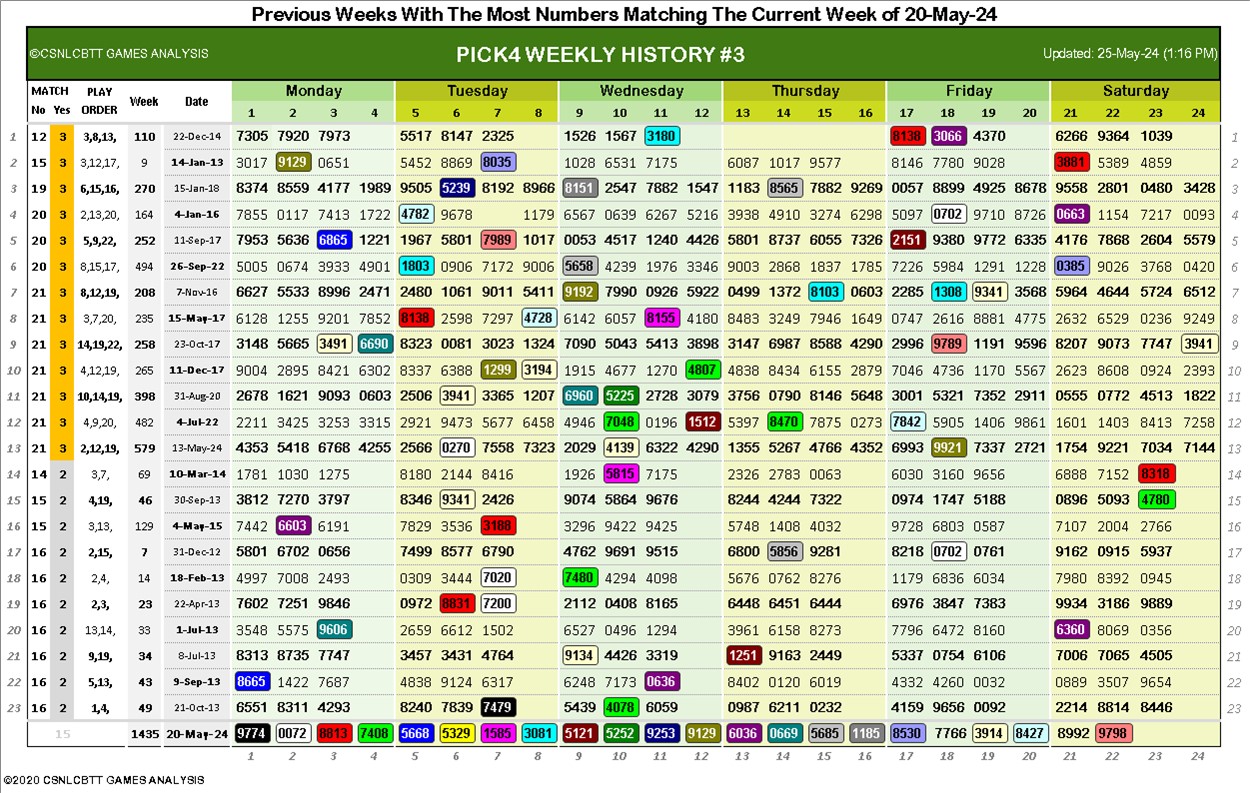 Previous Weeks With The Most Numbers Matching The Current Week of 20-May-24
©CSNLCBTT GAMES ANALYSIS PICK4 WEEKLY HISTORY #3 Updated: 25-May-24 (1:16 PM)
MATCH PLAY Week Date Monday Tuesday Wednesday Thursday Friday Saturday
No Yes ORDER 1 2 3 4 5 6 7 8 9 10 11 12 13 14 15 16 17 18 19 20 21 22 23 24
1 12 3 3,8,13, 110 22-Dec-14 7305 7920 7973 5517 8147 2325 1526 1567 3180 8138 3066 4370 6266 9364 1039 1
2 15 3 3,12,17, 9 14-Jan-13 3017 9129 0651 5452 8869 8035 1028 6531 7175 6087 1017 9577 8146 7780 9028 3881 5389 4859 2
3 19 3 6,15,16, 270 15-Jan-18 8374 8559 4177 1989 9505 5239 8192 8966 8151 2547 7882 1547 1183 8565 7882 9269 0057 8899 4925 8678 9558 2801 0480 3428 3
4 20 3 2,13,20, 164 4-Jan-16 7855 0117 7413 1722 4782 9678 1179 6567 0639 6267 5216 3938 4910 3274 6298 5097 0702 9710 8726 0663 1154 7217 0093 4
5 20 3 5,9,22, 252 11-Sep-17 7953 5636 6865 1221 1967 5801 7989 1017 0053 4517 1240 4426 5801 8737 6055 7326 2151 9380 9772 6335 4176 7868 2604 5579 5
6 20 3 8,15,17, 494 26-Sep-22 5005 0674 3933 4901 1803 0906 7172 9006 5658 4239 1976 3346 9003 2868 1837 1785 7226 5984 1291 1228 0385 9026 3768 0420 6
7 21 3 8,12,19, 208 7-Nov-16 6627 5533 8996 2471 2480 1061 9011 5411 9192 7990 0926 5922 0499 1372 8103 0603 2285 1308 9341 3568 5964 4644 5724 6512 7
8 21 3 3,7,20, 235 15-May-17 6128 1255 9201 7852 8138 2598 7297 4728 6142 6057 8155 4180 8483 3249 7946 1649 0747 2616 8881 4775 2632 6529 0236 9249 8
9 21 3 14,19,22, 258 23-Oct-17 3148 5665 3491 6690 8323 0081 3023 1324 7090 5043 5413 3898 3147 6987 8588 4290 2996 9789 1191 9596 8207 9073 7747 3941 9
10 21 3 4,12,19, 265 11-Dec-17 9004 2895 8421 6302 8337 6388 1299 3194 1915 4677 1270 4807 4838 8434 6155 2879 7046 4736 1170 5567 2623 8608 0924 2393 10
11 21 3 10,14,19, 398 31-Aug-20 2678 1621 9093 0603 2506 3941 3365 1207 6960 5225 2728 3079 3756 0790 8146 5648 3001 5321 7352 2911 0555 0772 4513 1822 11
12 21 3 4,9,20, 482 4-Jul-22 2211 3425 3253 3315 2921 9473 5677 6458 4946 7048 0196 1512 5397 8470 7875 0273 7842 5905 1406 9861 1601 1403 8413 7258 12
13 21 3 2,12,19, 579 13-May-24 4353 5418 6768 4255 2566 0270 7558 7323 2029 4139 6322 4290 1355 5267 4766 4352 6993 9921 7337 2721 1754 9221 7034 7144 13
14 14 2 3,7, 69 10-Mar-14 1781 1030 1275 8180 2144 8416 1926 5815 7175 2326 2783 0063 6030 3160 9656 6888 7152 8318 14
15 15 2 4,19, 46 30-Sep-13 3812 7270 3797 8346 9341 2426 9074 5864 9676 8244 4244 7322 0974 1747 5188 0896 5093 4780 15
16 15 2 3,13, 129 4-May-15 7442 6603 6191 7829 3536 3188 3296 9422 9425 5748 1408 4032 9728 6803 0587 7107 2004 2766 16
17 16 2 2,15, 7 31-Dec-12 5801 6702 0656 7499 8577 6790 4762 9691 9515 6800 5856 9281 8218 0702 0761 9162 0915 5937 17
18 16 2 2,4, 14 18-Feb-13 4997 7008 2493 0309 3444 7020 7480 4294 4098 5676 0762 8276 1179 6836 6034 7980 8392 0945 18
19 16 2 2,3, 23 22-Apr-13 7602 7251 9846 0972 8831 7200 2112 0408 8165 6448 6451 6444 6976 3847 7383 9934 3186 9889 19
20 16 2 13,14, 33 1-Jul-13 3548 5575 9606 2659 6612 1502 6527 0496 1294 3961 6158 8273 7796 6472 8160 6360 8069 0356 20
21 16 2 9,19, 34 8-Jul-13 8313 8735 7747 3457 3431 4764 9134 4426 3319 1251 9163 2449 5337 0754 6106 7006 7065 4505 21
22 16 2 5,13, 43 9-Sep-13 8665 1422 7687 4838 9124 6317 6248 7173 0636 8402 0120 6019 4332 4260 0032 0889 3507 9654 22
23 16 2 1,4, 49 21-Oct-13 6551 8311 4293 8240 7839 7479 5439 4078 6059 0987 6211 0232 4159 9656 0092 2214 8814 8446 23
15 1435 20-May-24 9774 0072 8813 7408 5668 5329 1585 3081 5121 5252 9253 9129 6036 0669 5685 1185 8530 7766 3914 8427 8992 9798
1 2 3 4 5 6 7 8 9 10 11 12 13 14 15 16 17 18 19 20 21 22 23 24
©2020 CSNLCBTT GAMES ANALYSIS